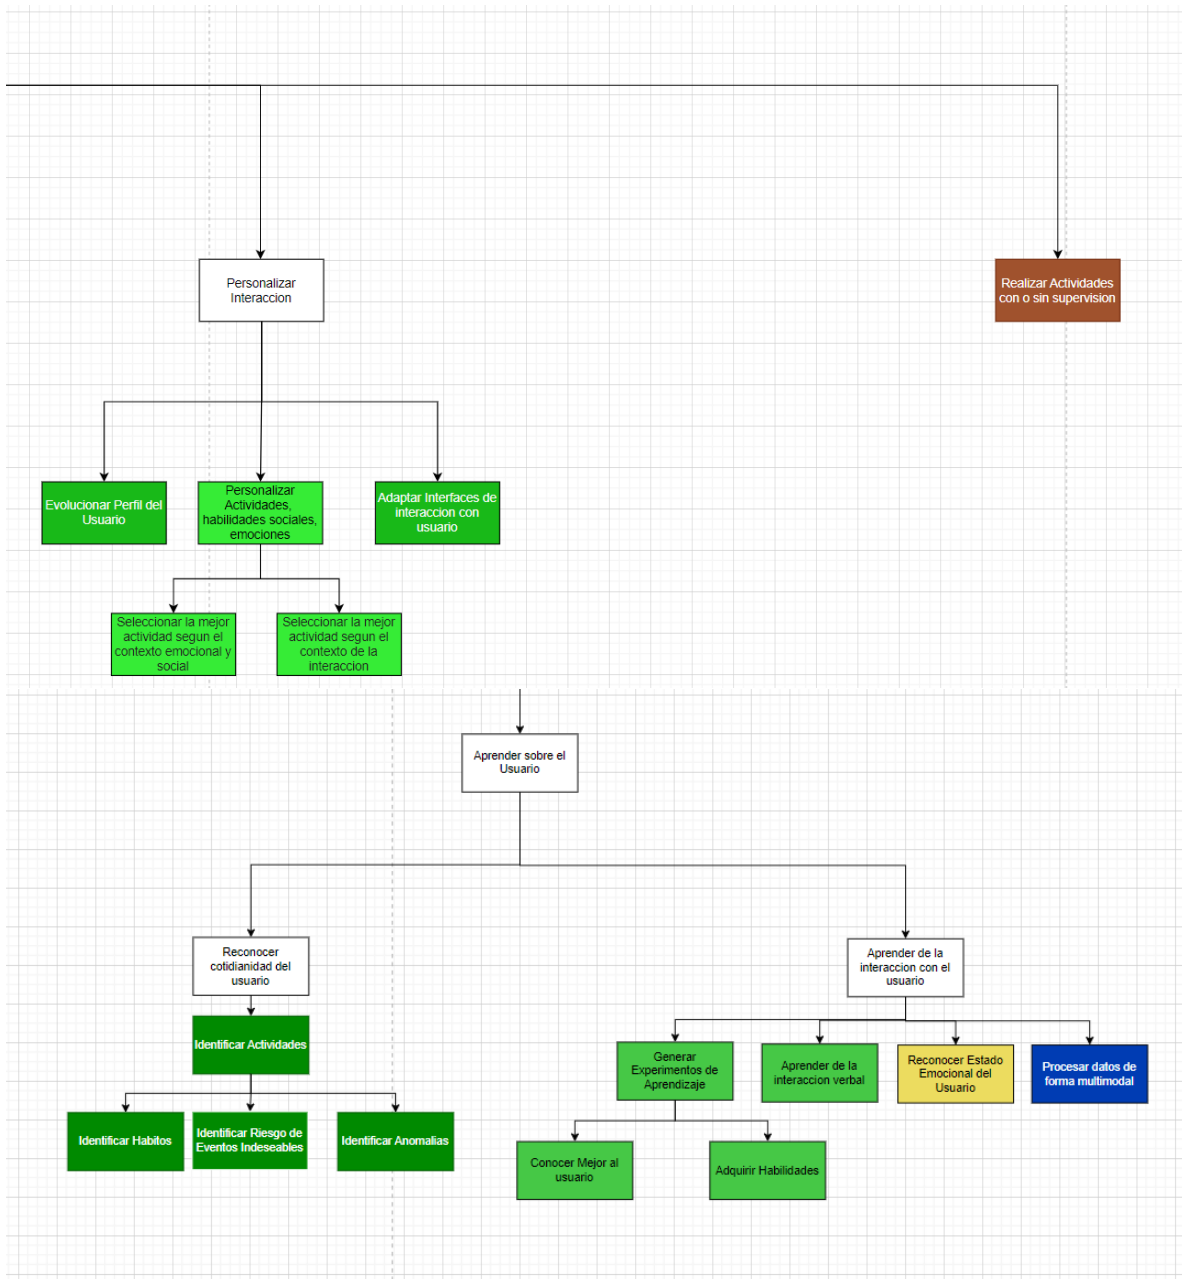 Personalizar
Interaccion
Realizar Actividades
con o sin supervision
Evolucionar Perfil del
Usuario
Personalizar
Actividades,
habilidades sociales,
emociones
Adaptar Interfaces de
interaccion con
usuario
Seleccionar la mejor
actividad segun el
contexto emocional y
social
Seleccionar la mejor
actividad segun el
contexto de la
interaccion
Aprender sobre el
Usuario
Reconocer
cotidianidad del
usuario
Aprender de la
interaccion con el
usuario
Identificar Actividades
Generar
Experimentos de
Aprendizaje
Aprender de la
interaccion verbal
Reconocer Estado
Emocional del
Usuario
Procesar datos de
forma multimodal
Identificar Habitos
Identificar Riesgo de
Eventos Indeseables
Identificar Anomalias
Conocer Mejor al
usuario
Adquirir Habilidades